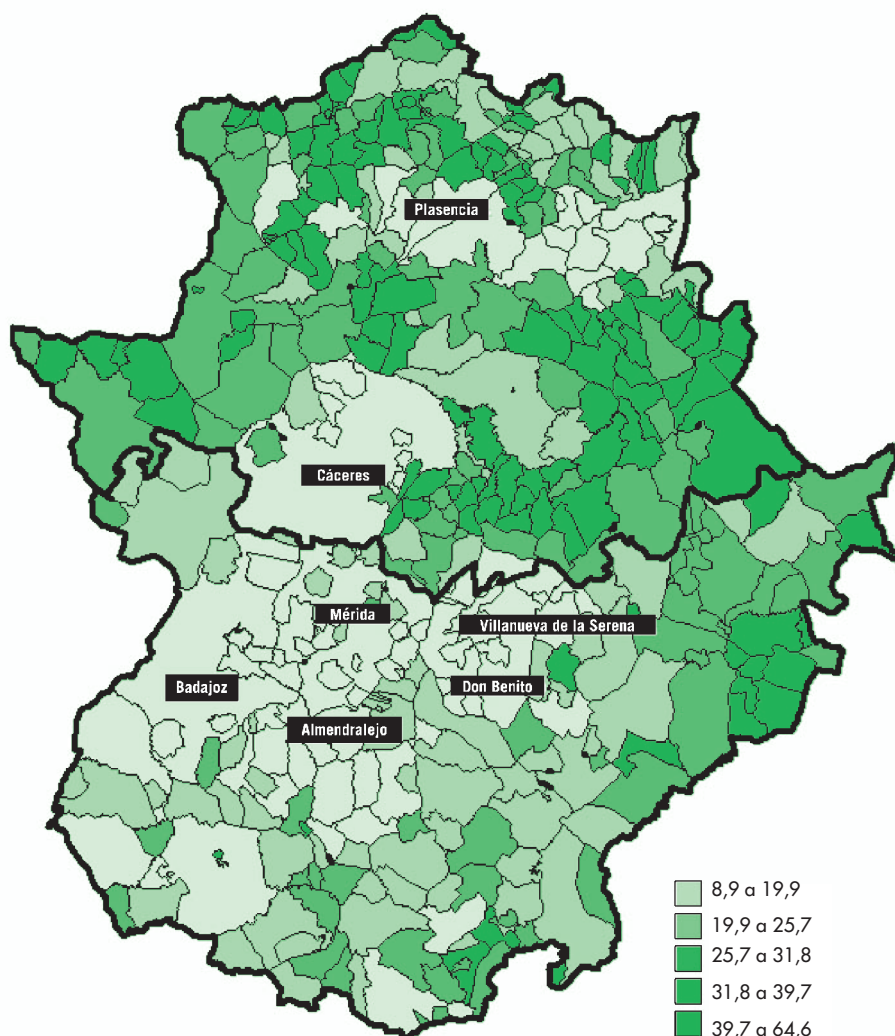 Plasencia
Cáceres
Mérida
Villanueva de la Serena
Badajoz
Don Benito
Almendralejo
8,9 a 19,9
19,9 a 25,7
25,7 a 31,8
31,8 a 39,7
39,7 a 64,6